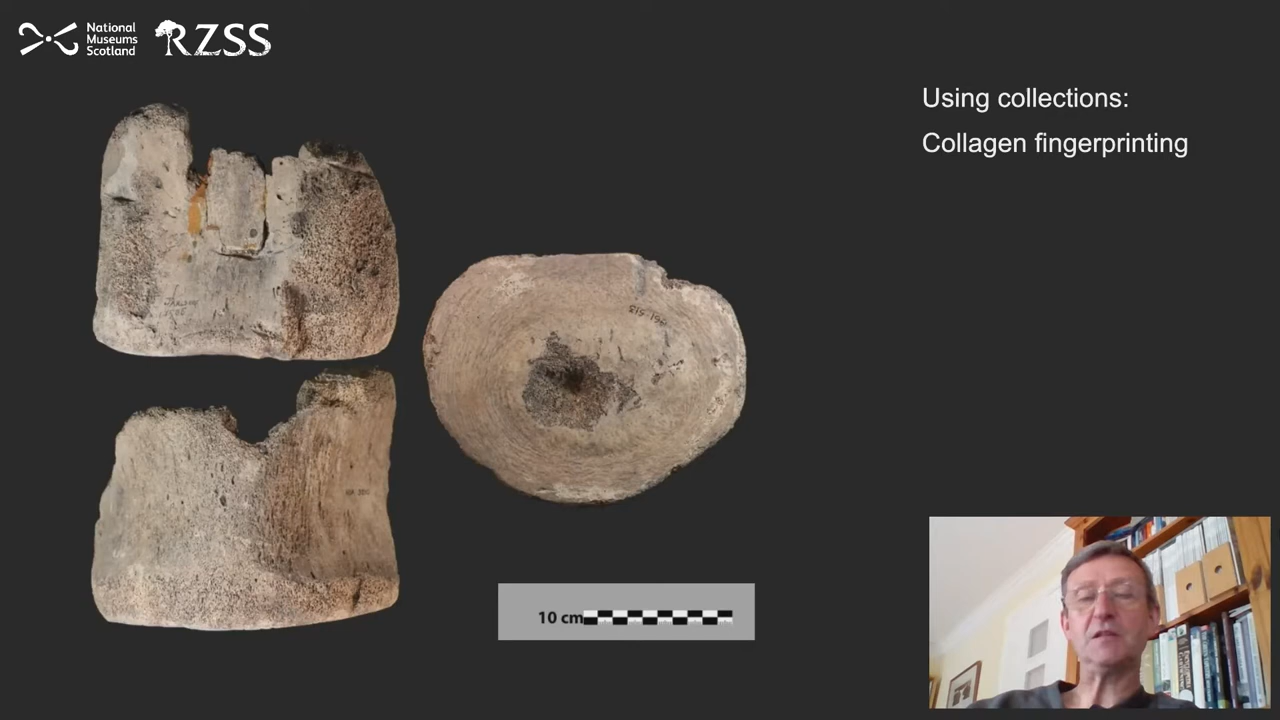 National
Museums
Scotland
RZSS
Using collections:
Collagen fingerprinting
10 cm